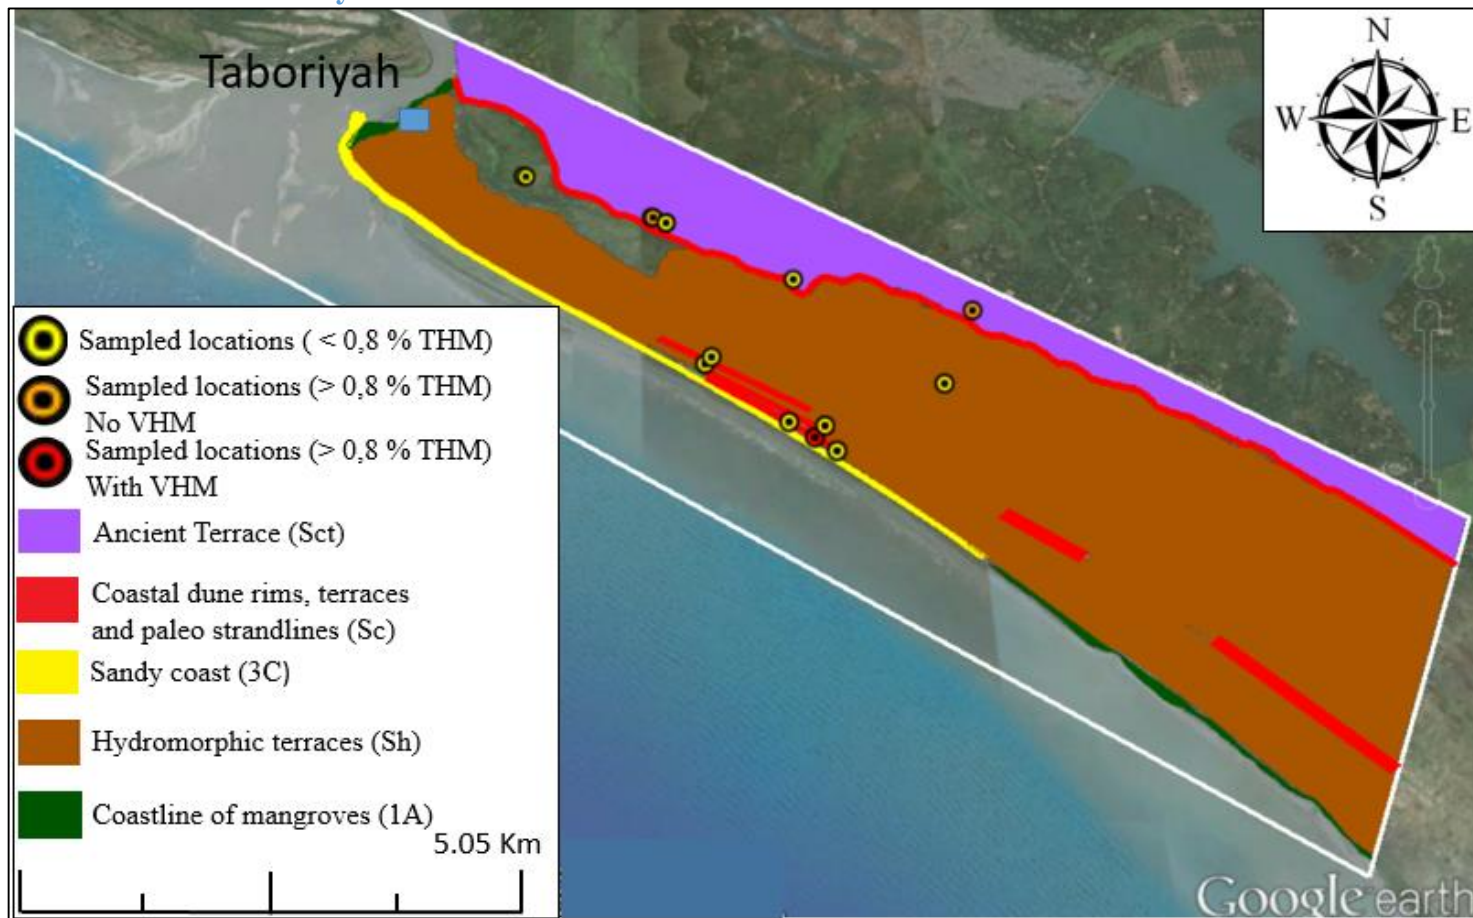 Taboriyah
N
W
E
S
Sampled locations ( < 0,8 % THM)
Sampled locations (> 0,8 % THM)
No VHM
Sampled locations (> 0,8 % THM)
With VHM
Ancient Terrace (Sct)
Coastal dune rims, terraces
and paleo strandlines (Sc)
Sandy coast (3C)
Hydromorphic terraces (Sh)
Coastline of mangroves (1A)
5.05 Km
Google earth